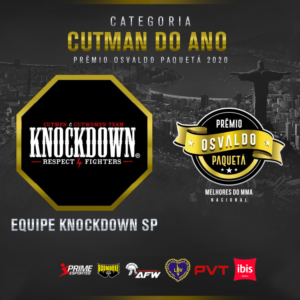 CATEGORIA
CUTMAN DO ANO
PRÊMIO OSVALDO PAQUETÁ 2020
CUTMEN & CUTWOMEN TEAM
KNOCKDOWN®
RESPECT FIGHTERS
PRÊMIO
OSVALDO
PAQUETÁ
MELHORES DO MMA
NACIONAL
EQUIPE KNOCKDOWN SP
PRIME
ESPORTES
AFW
PVT
ibis